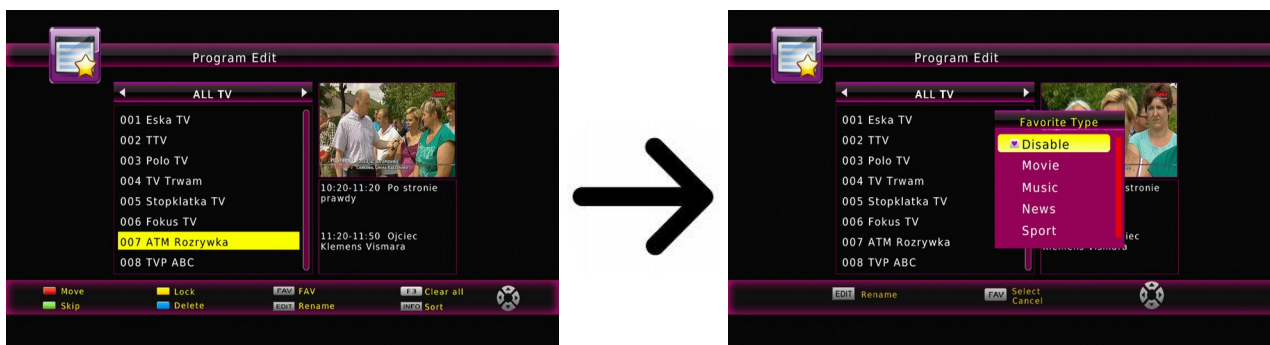 Program Edit
ALL TV
001 Eska TV
002 TTV
003 Polo TV
004 TV Trwam
005 Stopklatka TV
006 Fokus TV
007 ATM Rozrywka
008 TVP ABC
10:20-11:20 Po stronie
prawdy
11:20-11:50 Ojciec
Klemens Vismara
Move
Lock
FAV FAV
F3 Clear all
Skip
Delete
EDIT Rename
INFO Sort
Program Edit
ALL TV
001 Eska TV
002 TTV
003 Polo TV
004 TV Trwam
005 Stopklatka TV
006 Fokus TV
007 ATM Rozrywka
008 TVP ABC
Favorite Type
Disable
Movie
Music
News
Sport
stronie
EDIT Rename
FAV Select
Cancel